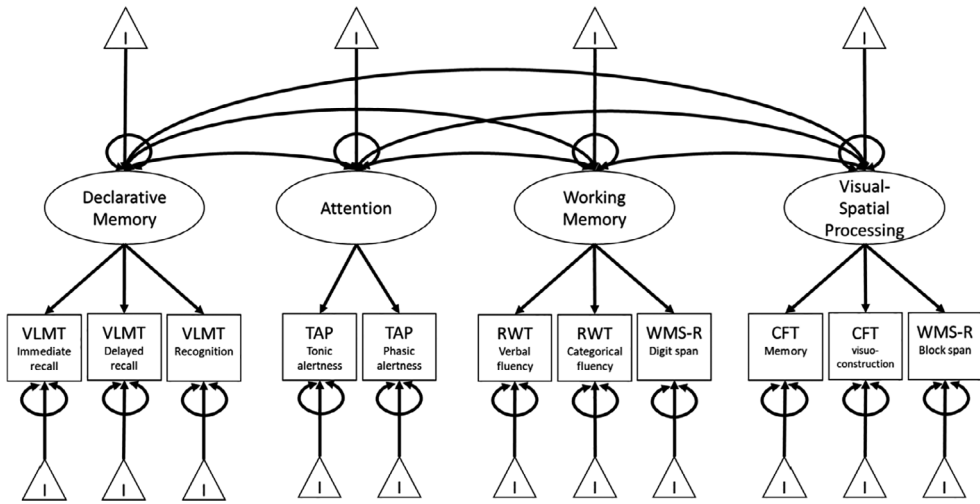 I
I
I
I
Declarative
Memory
Attention
Working
Memory
Visual-
Spatial
Processing
VLMT
Immediate
recall
VLMT
Delayed
recall
VLMT
Recognition
TAP
Tonic
alertness
TAP
Phasic
alertness
RWT
Verbal
fluency
RWT
Categorical
fluency
WMS-R
Digit span
CFT
Memory
CFT
visuo-
construction
WMS-R
Block span
I
I
I
I
I
I
I
I
I
I
I